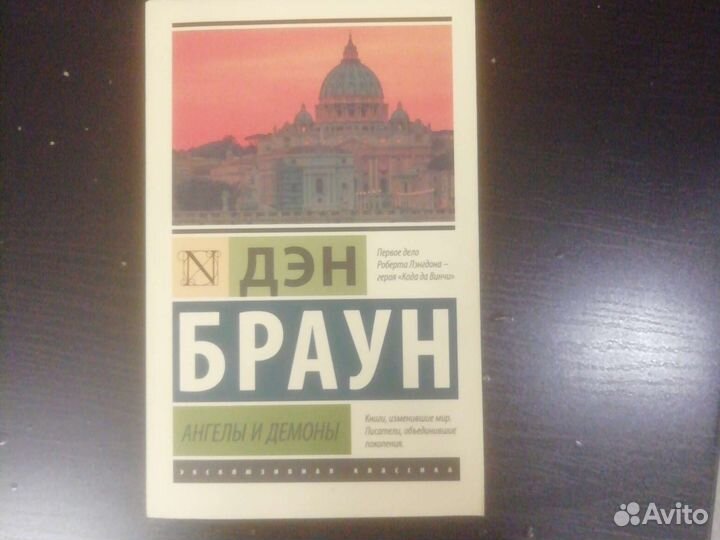 N
ДЭН
Первое дело
Роберта Лэнгдона –
героя «Кода да Винчи»
БРАУН
АНГЕЛЫ И ДЕМОНЫ
Книги, изменившие мир.
Писатели, объединившие
поколения.
ЭКСКЛЮЗИВНАЯ КЛАССИКА
Avito